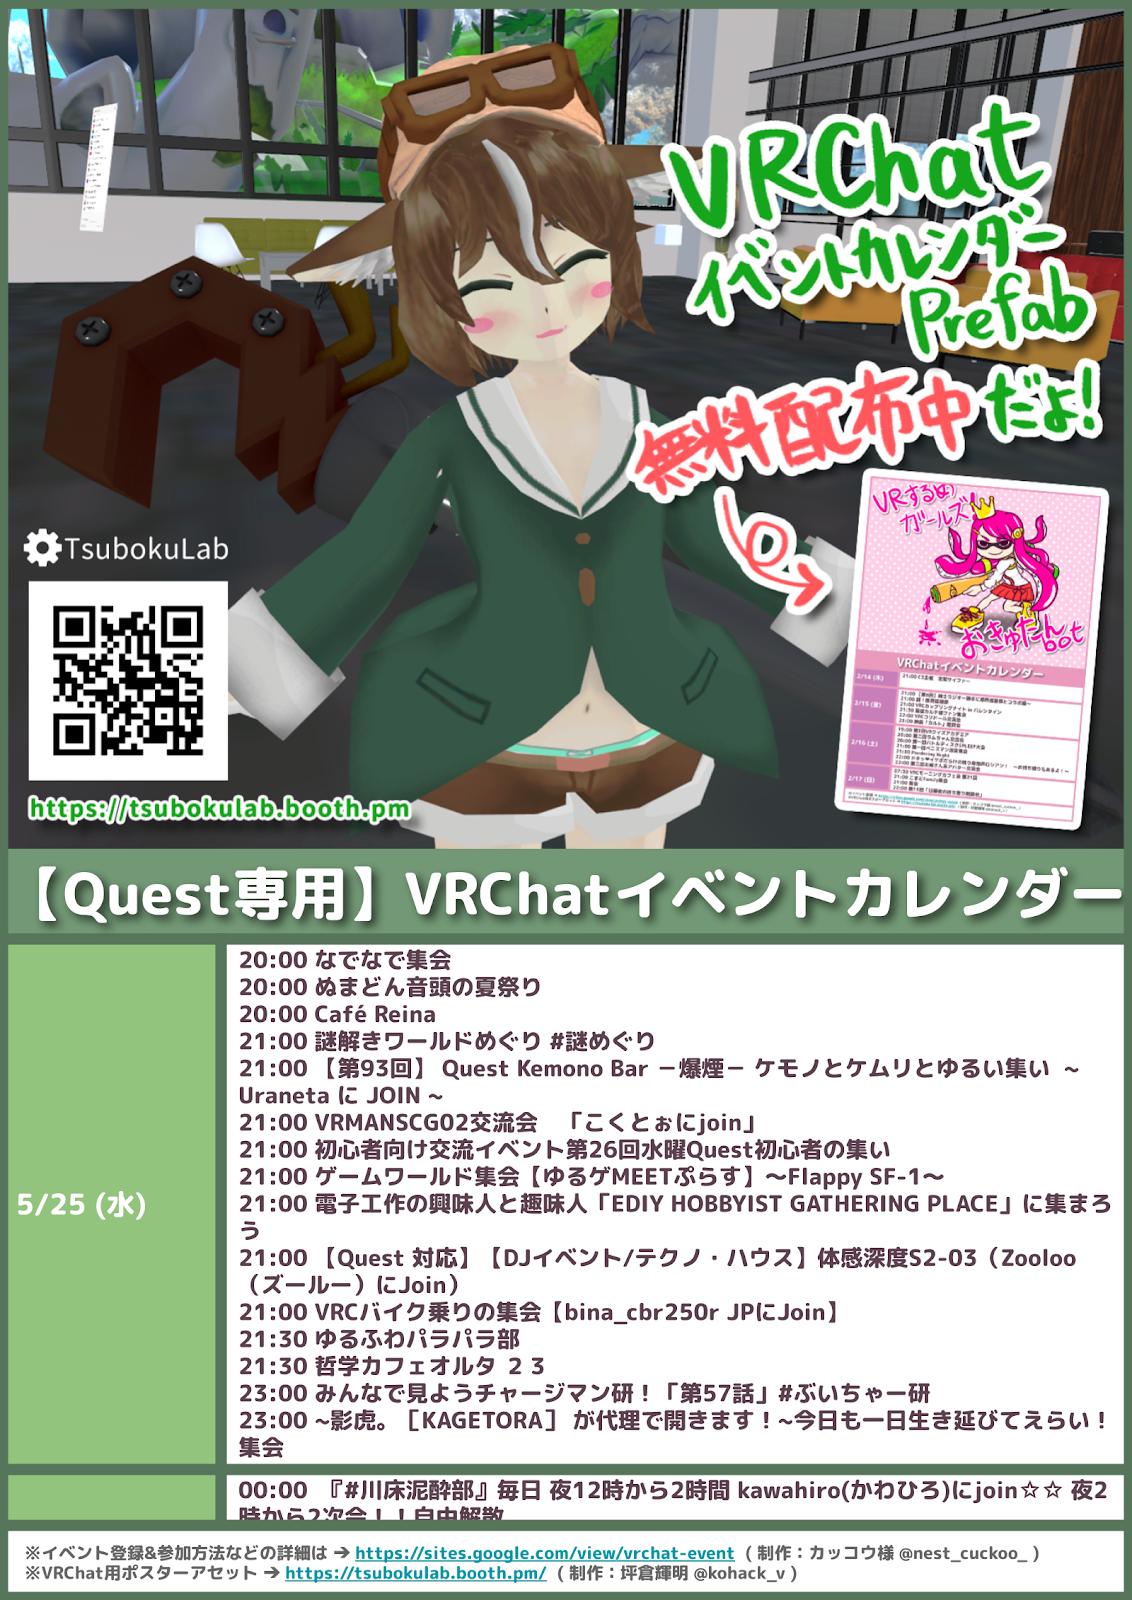 VRChat
イベントカレンダー
Prefab
無料配布中だよ!
TsubokuLab
https://tsubokulab.booth.pm
VRするめ
ガールズ
おきゅたんbot
VRChatイベントカレンダー
2/14 (木)
2/15 (金)
2/16 (土)
2/17 (日)
【Quest専用】VRChatイベントカレンダー
5/25 (水)
20:00 なでなで集会
20:00 ぬまどん音頭の夏祭り
20:00 Café Reina
21:00 謎解きワールドめぐり #謎めぐり
21:00 【第93回】 Quest Kemono Bar －爆煙－ ケモノとケムリとゆるい集い ～
Uraneta に JOIN ~
21:00 VRMANSCG02交流会　「こくとぉにjoin」
21:00 初心者向け交流イベント第26回水曜Quest初心者の集い
21:00 ゲームワールド集会【ゆるゲMEETぷらす】〜Flappy SF-1〜
21:00 電子工作の興味人と趣味人「EDIY HOBBYIST GATHERING PLACE」に集まろ
う
21:00 【Quest 対応】【DJイベント/テクノ・ハウス】体感深度S2-03（Zooloo
（ズールー）にJoin）
21:00 VRCバイク乗りの集会【bina_cbr250r JPにJoin】
21:30 ゆるふわパラパラ部
21:30 哲学カフェオルタ ２３
23:00 みんなで見ようチャージマン研！「第57話」#ぶいちゃー研
23:00 ~影虎。［KAGETORA］ が代理で開きます！~今日も一日生き延びてえらい！
集会
00:00 『#川床泥酔部』毎日 夜12時から2時間 kawahiro(かわひろ)にjoin☆☆ 夜2
時から2次会！！自由解散
※イベント登録&参加方法などの詳細は → https://sites.google.com/view/vrchat-event ( 制作：カッコウ様 @nest_cuckoo_ )
※VRChat用ポスターアセット → https://tsubokulab.booth.pm/ ( 制作：坪倉輝明 @kohack_v )